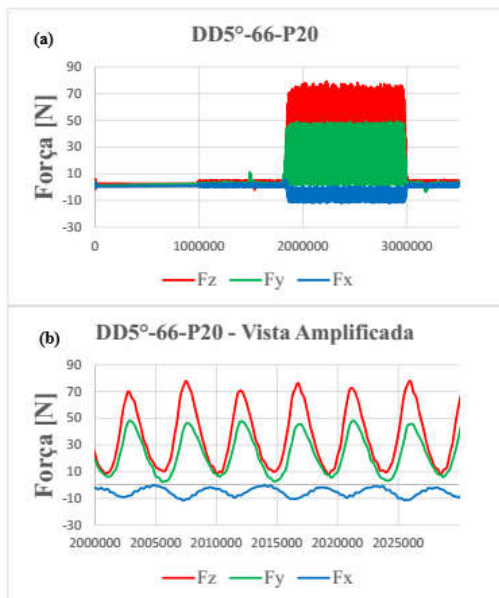 (a)
DD5°-66-P20
Força [N]
90
70
50
30
10
-10
-30
0
1000000
2000000
3000000
Fz
Fy
Fx
(b)
DD5°-66-P20 - Vista Amplificada
Força [N]
90
70
50
30
10
-10
-30
2000000
2005000
2010000
2015000
2020000
2025000
Fz
Fy
Fx